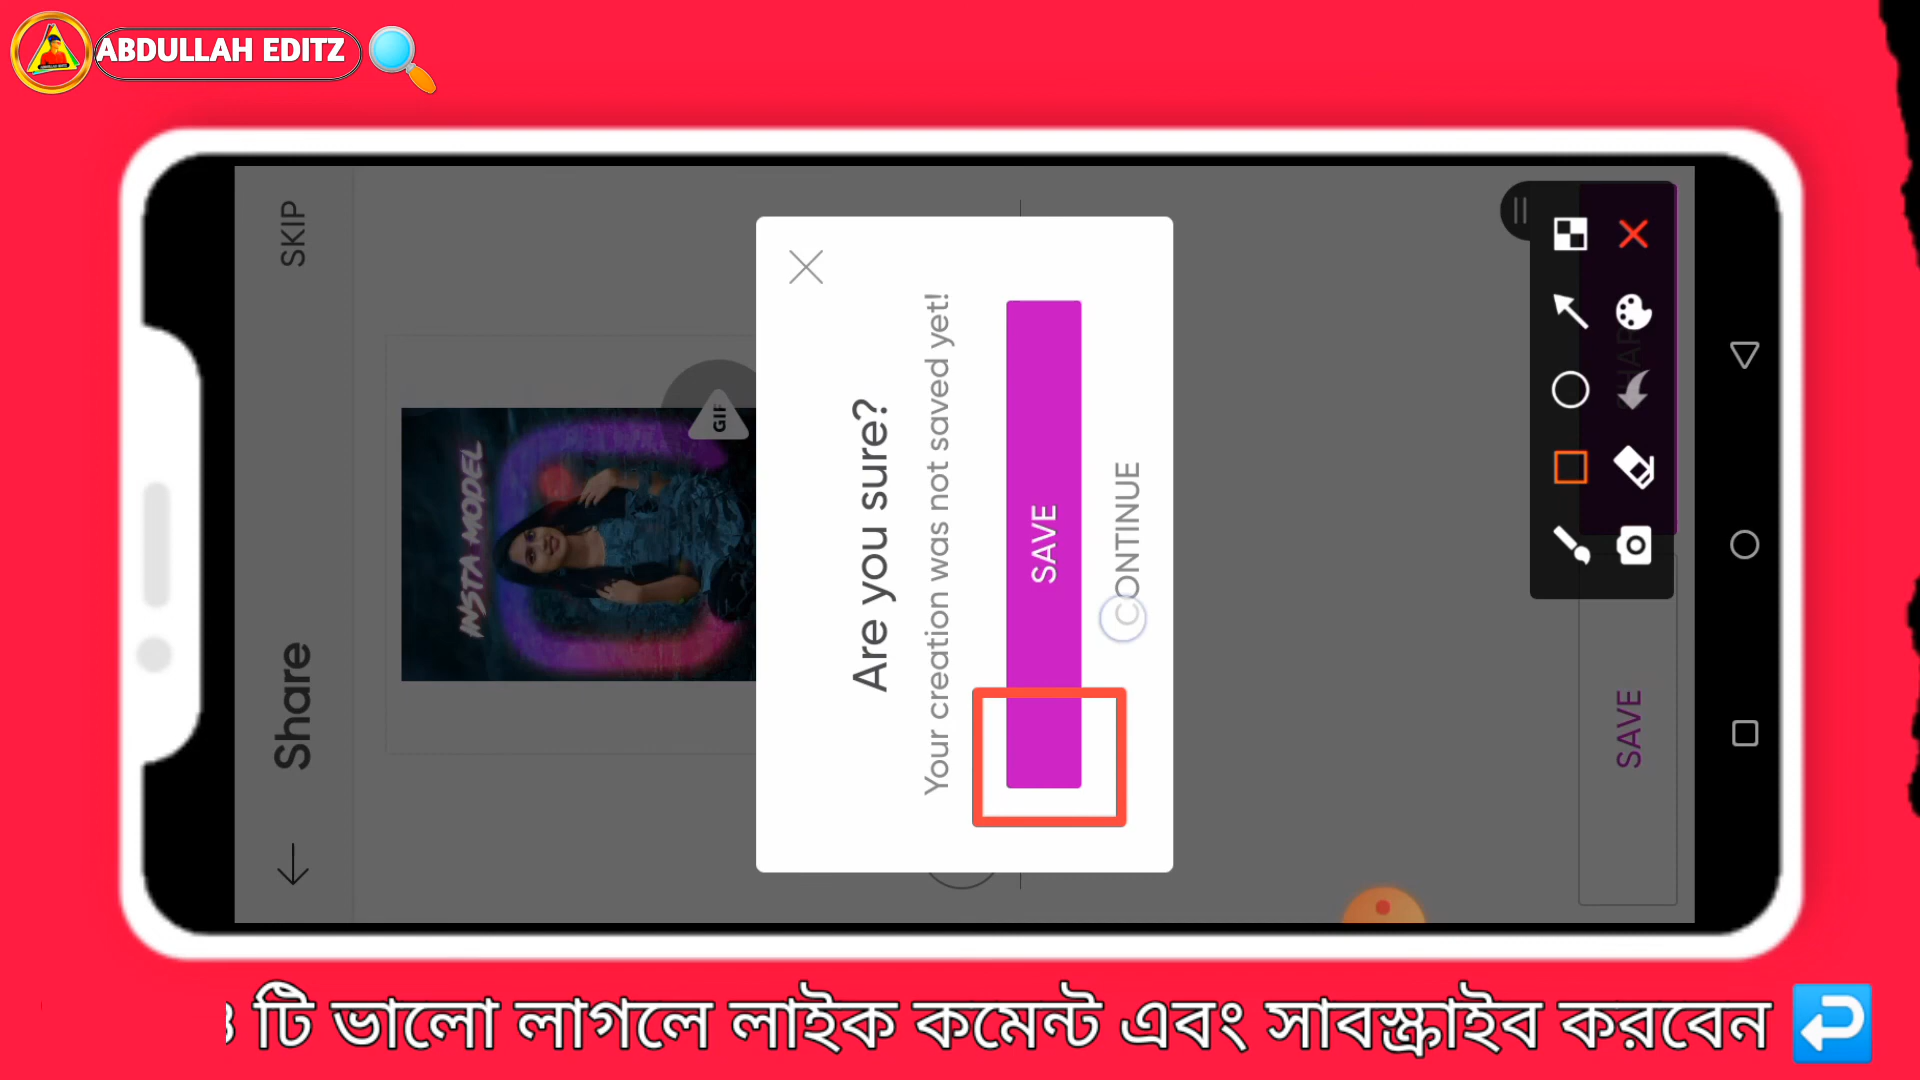 ABDULLAH EDITZ
SKIP
Share
INSTA MODEL
GIF
Are you sure?
Your creation was not saved yet!
SAVE
CONTINUE
SAVE
টি ভালো লাগলে লাইক কমেন্ট এবং সাবস্ক্রাইব করবেন